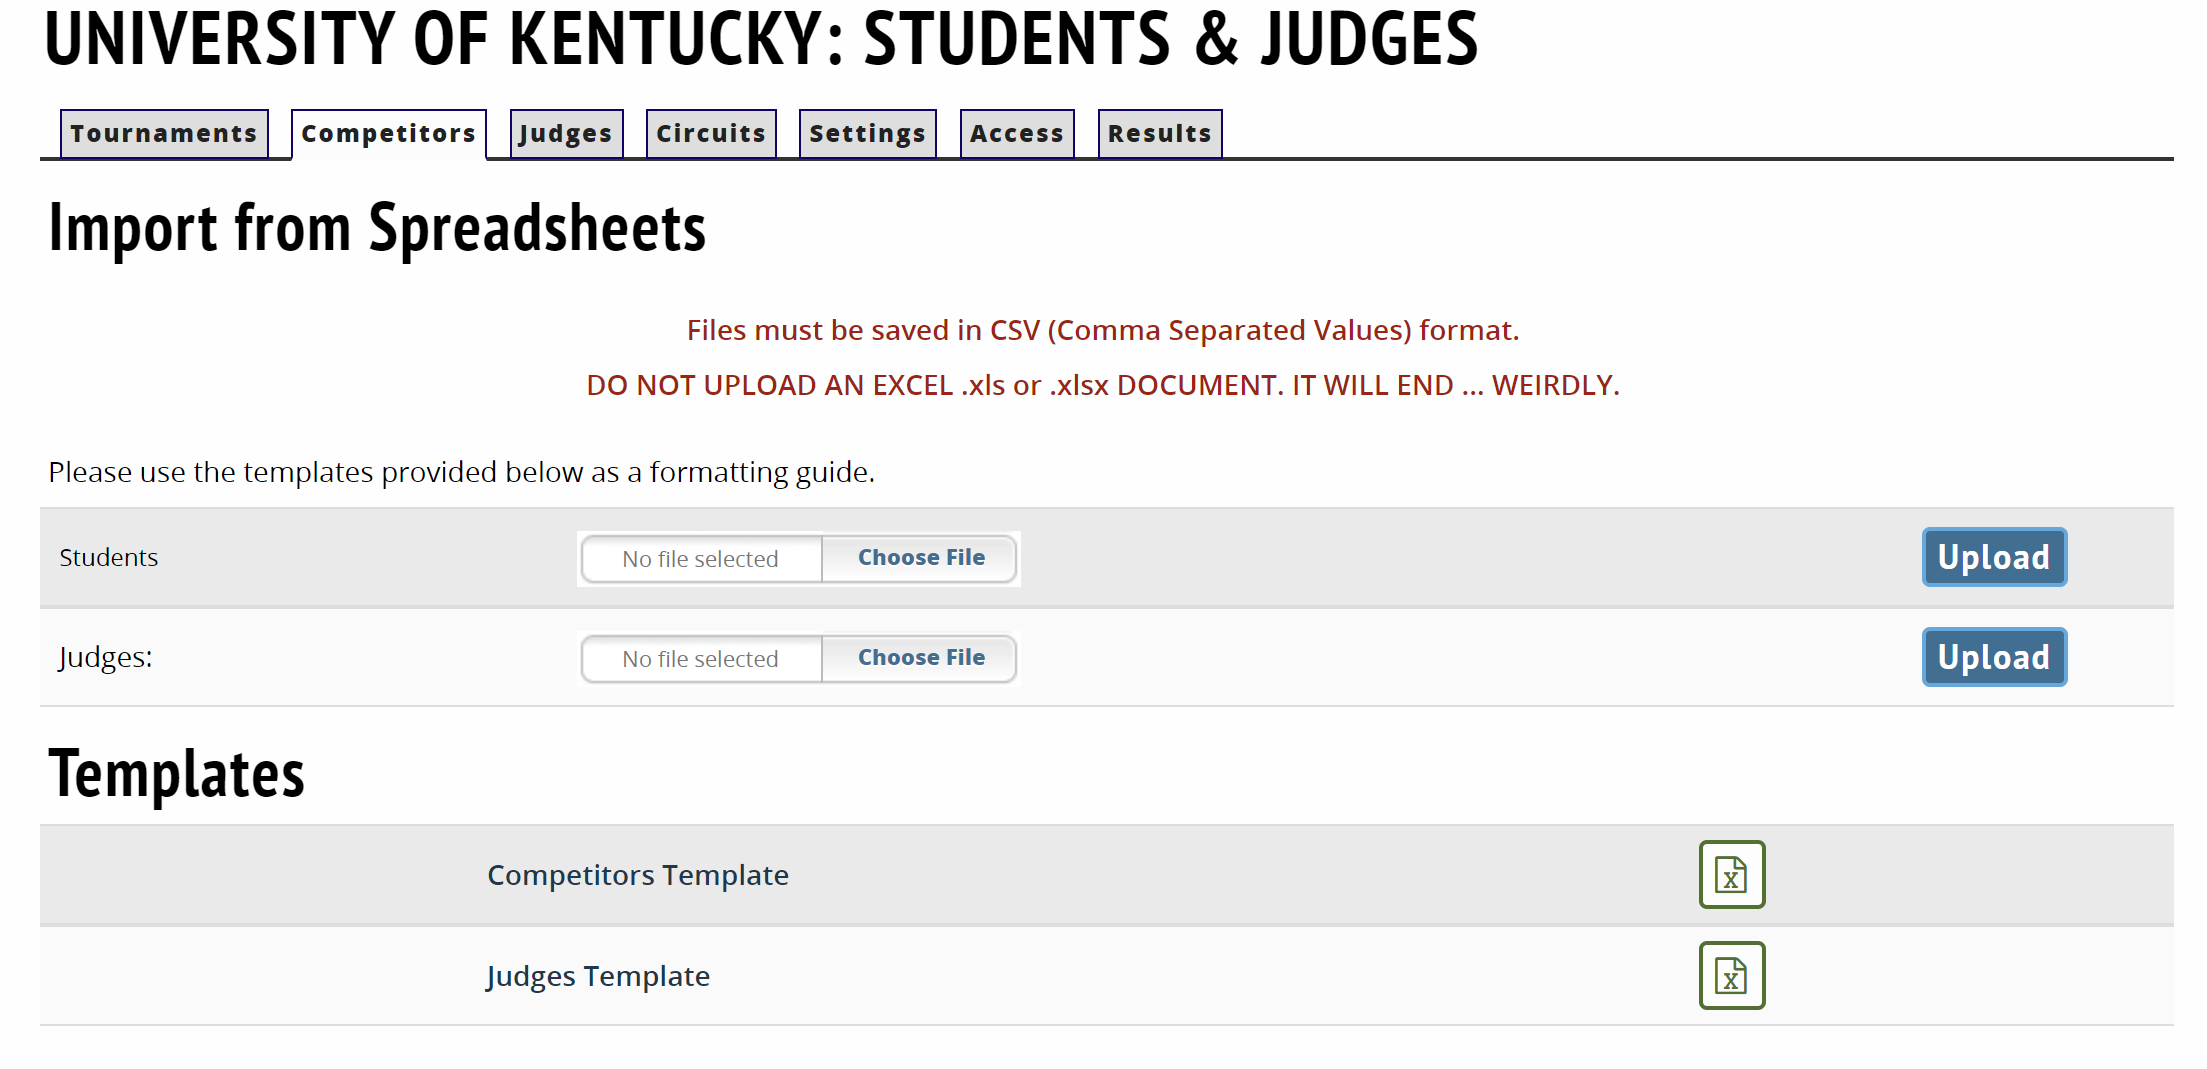 UNIVERSITY OF KENTUCKY: STUDENTS & JUDGES
Tournaments Competitors Judges Circuits Settings Access Results
Import from Spreadsheets
Files must be saved in CSV (Comma Separated Values) format.
DO NOT UPLOAD AN EXCEL .xls or .xlsx DOCUMENT. IT WILL END ... WEIRDLY.
Please use the templates provided below as a formatting guide.
Students No file selected Choose File Upload
Judges: No file selected Choose File Upload
Templates
Competitors Template X
Judges Template X